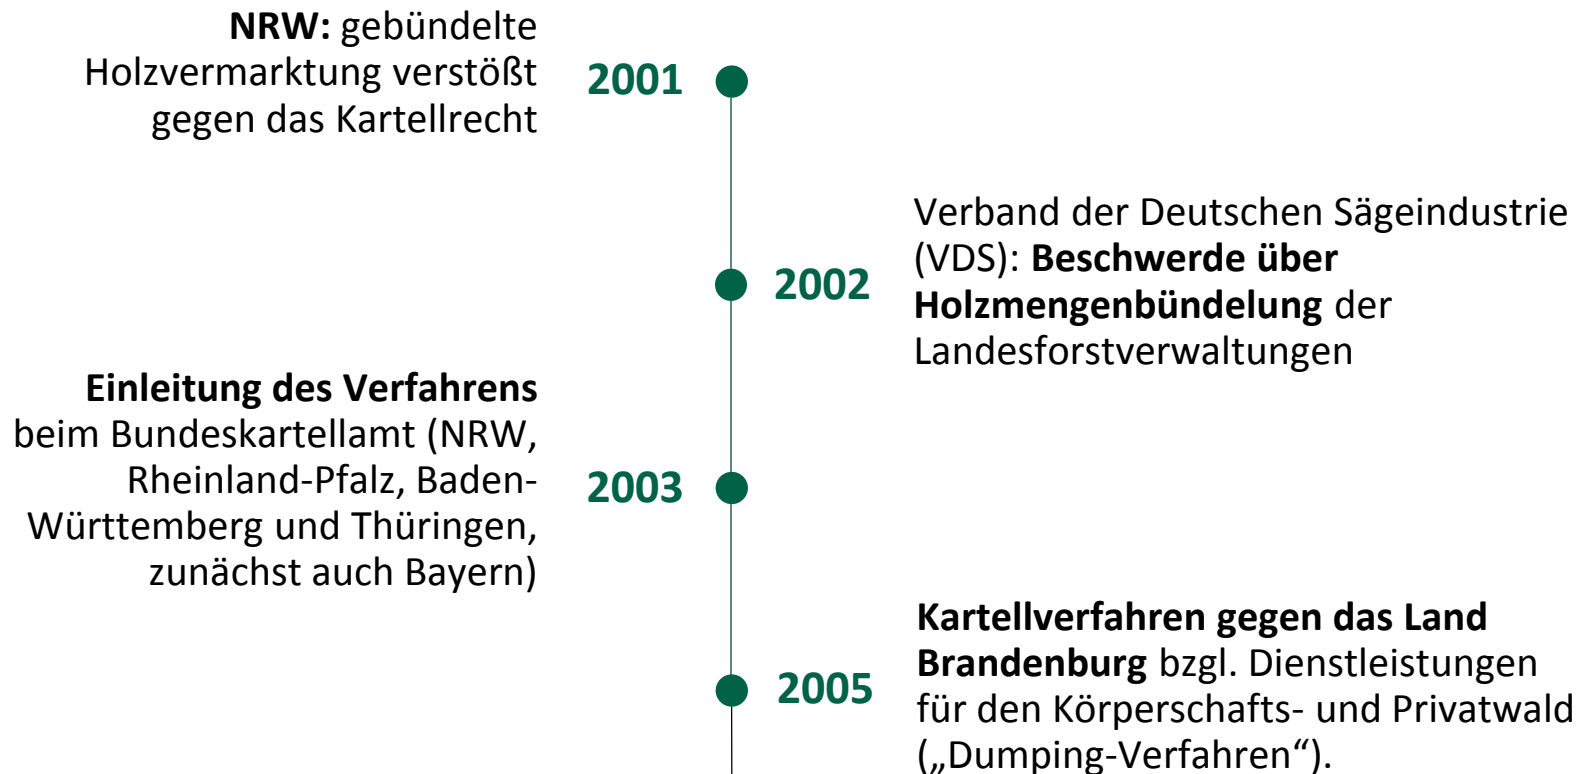 NRW: gebündelte
Holzvermarktung verstößt
gegen das Kartellrecht
2001
Verband der Deutschen Sägeindustrie
(VDS): Beschwerde über
Holzmengenbündelung der
Landesforstverwaltungen
2002
Einleitung des Verfahrens
beim Bundeskartellamt (NRW,
Rheinland-Pfalz, Baden-
Württemberg und Thüringen,
zunächst auch Bayern)
2003
Kartellverfahren gegen das Land
Brandenburg bzgl. Dienstleistungen
für den Körperschafts- und Privatwald
(„Dumping-Verfahren“).
2005